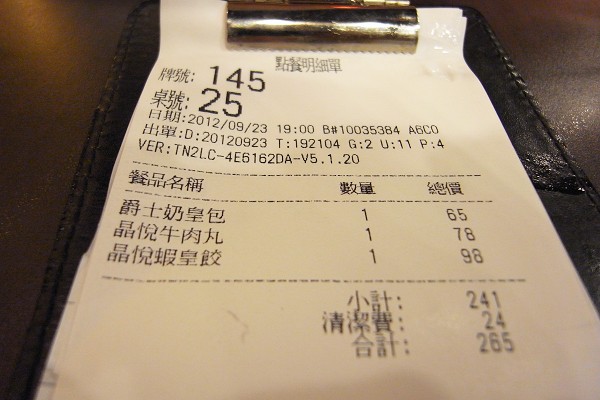 點餐明細單
牌號: 145
桌號: 25
日期:2012/09/23 19:00 B#10035384 A6C0
出單:D:20120923 T:192104 G:2 U:11 P:4
VER:TN2LC-4E6162DA-V5.1.20
餐品名稱 數量 總價
爵士奶皇包 1 65
晶悅牛肉丸 1 78
晶悅蝦皇餃 1 98
小計: 241
清潔費: 24
合計: 265